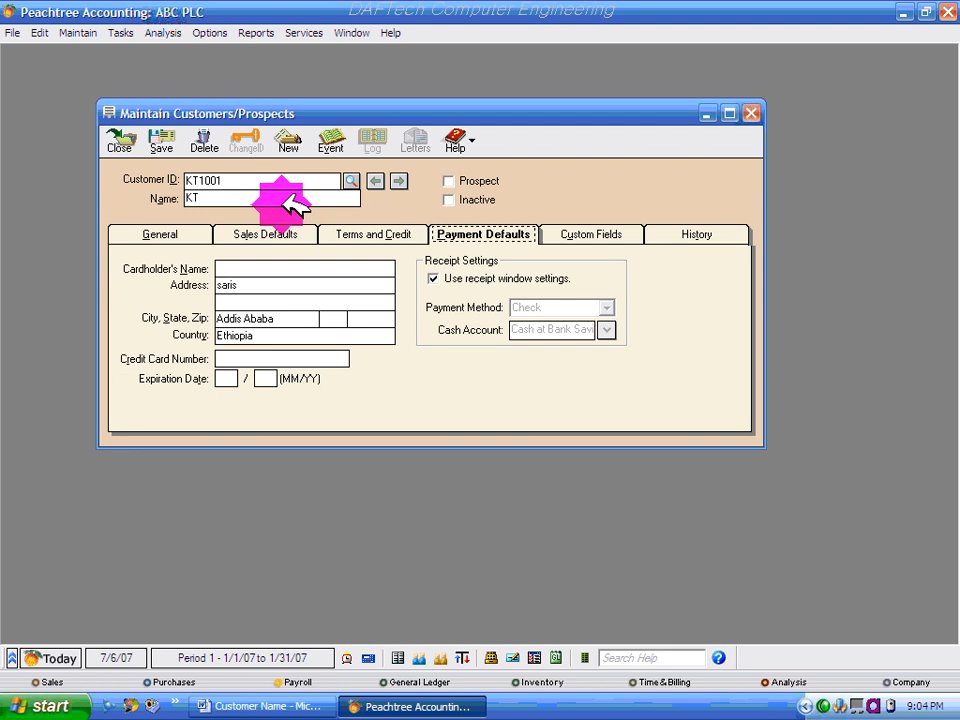 Peachtree Accounting: ABC PLC
DAFTech Computer Engineering
File Edit Maintain Tasks Analysis Options Reports Services Window Help
Maintain Customers/Prospects
Close Save Delete ChangeID New Event Log Letters Help
Customer ID: KT1001 Prospect
Name: KT Inactive
General Sales Defaults Terms and Credit Payment Defaults Custom Fields History
Receipt Settings
Cardholder's Name: Use receipt window settings.
Address: saris
Payment Method: Check
City, State, Zip: Addis Ababa
Cash Account: Cash at Bank Savi
Country: Ethiopia
Credit Card Number:
Expiration Date: / (MM/YY)
Today 7/6/07 Period 1 - 1/1/07 to 1/31/07 Search Help
Sales Purchases Payroll General Ledger Inventory Time & Billing Analysis Company
start Customer Name - Mic... Peachtree Accountin... 9:04 PM